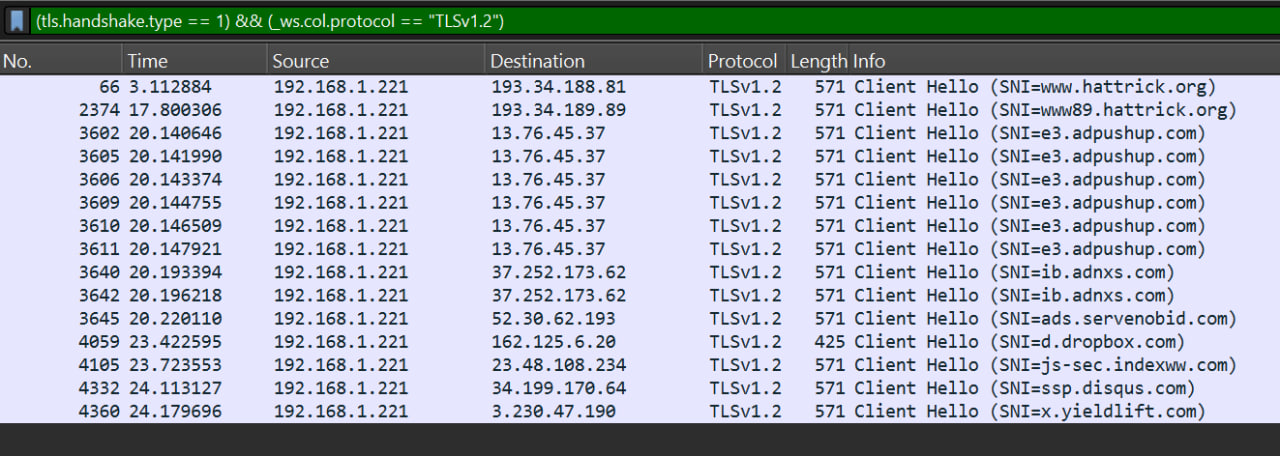 (tls.handshake.type == 1) && (_ws.col.protocol == "TLSv1.2")
No. Time Source Destination Protocol Length Info
66 3.112884 192.168.1.221 193.34.188.81 TLSv1.2 571 Client Hello (SNI=www.hattrick.org)
2374 17.800306 192.168.1.221 193.34.189.89 TLSv1.2 571 Client Hello (SNI=www89.hattrick.org)
3602 20.140646 192.168.1.221 13.76.45.37 TLSv1.2 571 Client Hello (SNI=e3.adpushup.com)
3605 20.141990 192.168.1.221 13.76.45.37 TLSv1.2 571 Client Hello (SNI=e3.adpushup.com)
3606 20.143374 192.168.1.221 13.76.45.37 TLSv1.2 571 Client Hello (SNI=e3.adpushup.com)
3609 20.144755 192.168.1.221 13.76.45.37 TLSv1.2 571 Client Hello (SNI=e3.adpushup.com)
3610 20.146509 192.168.1.221 13.76.45.37 TLSv1.2 571 Client Hello (SNI=e3.adpushup.com)
3611 20.147921 192.168.1.221 13.76.45.37 TLSv1.2 571 Client Hello (SNI=e3.adpushup.com)
3640 20.193394 192.168.1.221 37.252.173.62 TLSv1.2 571 Client Hello (SNI=ib.adnxs.com)
3642 20.196218 192.168.1.221 37.252.173.62 TLSv1.2 571 Client Hello (SNI=ib.adnxs.com)
3645 20.220110 192.168.1.221 52.30.62.193 TLSv1.2 571 Client Hello (SNI=ads.servenobid.com)
4059 23.422595 192.168.1.221 162.125.6.20 TLSv1.2 425 Client Hello (SNI=d.dropbox.com)
4105 23.723553 192.168.1.221 23.48.108.234 TLSv1.2 571 Client Hello (SNI=js-sec.indexww.com)
4332 24.113127 192.168.1.221 34.199.170.64 TLSv1.2 571 Client Hello (SNI=ssp.disqus.com)
4360 24.179696 192.168.1.221 3.230.47.190 TLSv1.2 571 Client Hello (SNI=x.yieldlift.com)